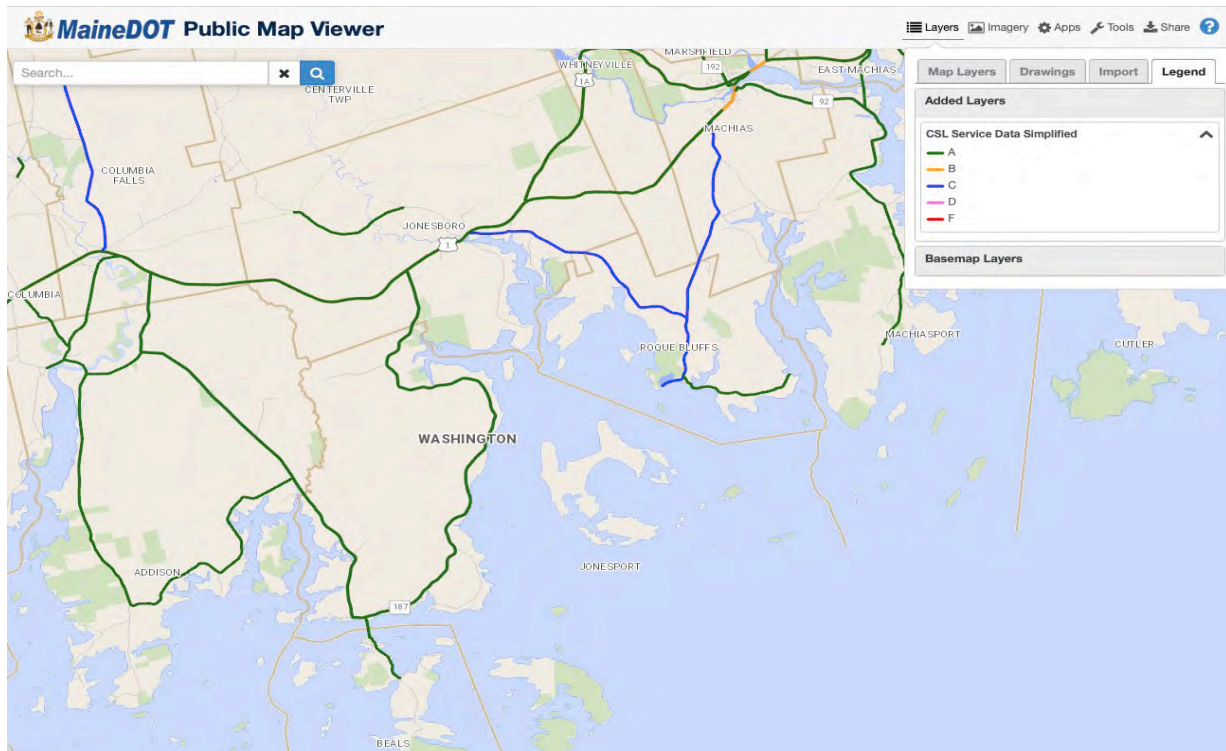 MaineDOT Public Map Viewer
Layers Imagery Apps Tools Share ?
Search...
Map Layers Drawings Import Legend
Added Layers
CSL Service Data Simplified
A
B
C
D
F
Basemap Layers
MARSHFIELD
WHITNEYVILLE
192
EAST MACHIAS
1A
CENTERVILLE
TWP
92
MACHIAS
COLUMBIA
FALLS
JONESBORO
1
COLUMBIA
MACHIASPORT
CUTLER
ROQUE BLUFFS
WASHINGTON
JONESPORT
ADDISON
187
BEALS